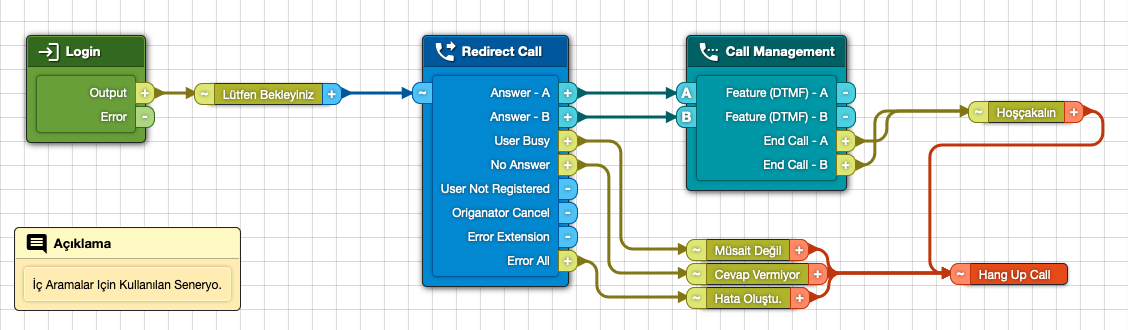 Login
Output
Error
Lütfen Bekleyiniz
Redirect Call
Answer - A
Answer - B
User Busy
No Answer
User Not Registered
Origanator Cancel
Error Extension
Error All
Call Management
A
Feature (DTMF) - A
B
Feature (DTMF) - B
End Call - A
End Call - B
Hoşçakalın
Müsait Değil
Cevap Vermiyor
Hata Oluştu.
Hang Up Call
Açıklama
İç Aramalar Için Kullanılan Seneryo.